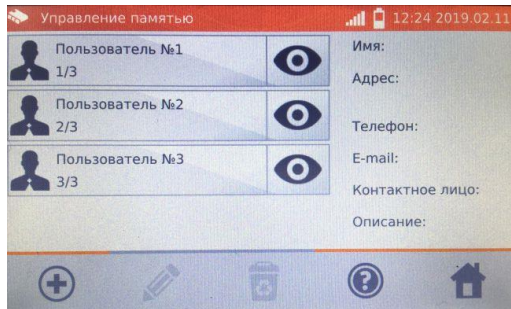 Управление памятью
12:24 2019.02.11
Пользователь №1
1/3
Пользователь №2
2/3
Пользователь №3
3/3
Имя:
Адрес:
Телефон:
E-mail:
Контактное лицо:
Описание: